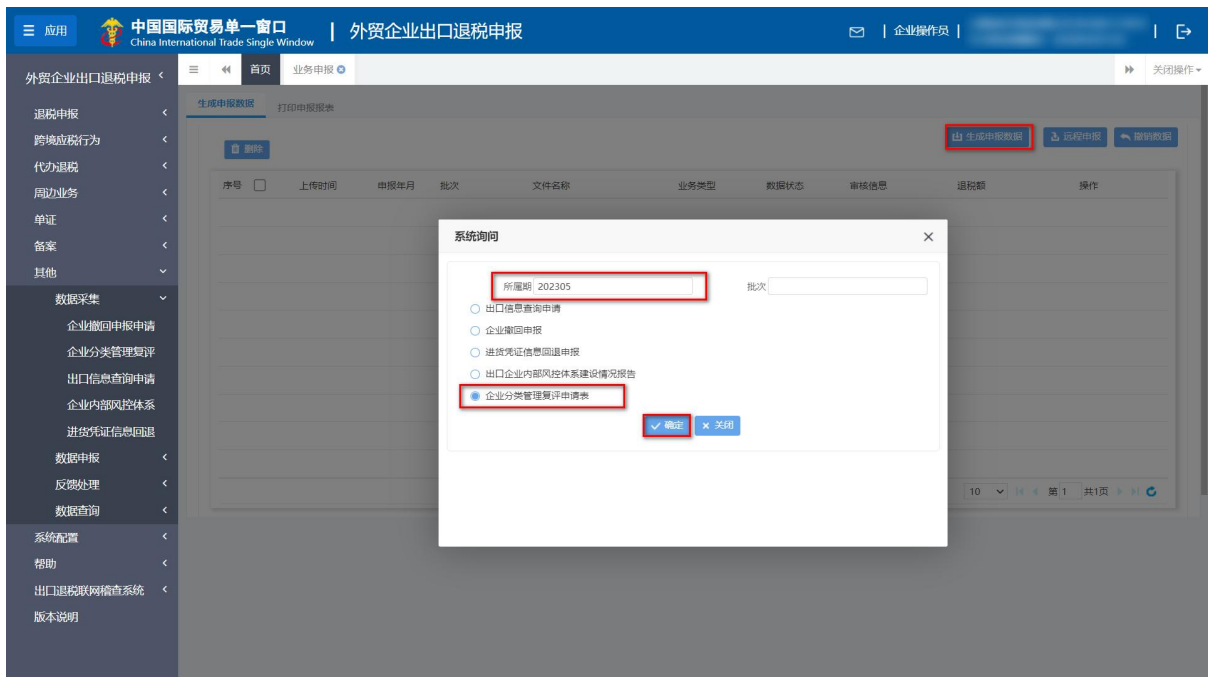 应用
中国国际贸易单一窗口
China International Trade Single Window
外贸企业出口退税申报
企业操作员
外贸企业出口退税申报
首页
业务申报
关闭操作
生成申报数据
打印申报报表
删除
生成申报数据
远程申报
撤销数据
序号
上传时间
申报年月
批次
文件名称
业务类型
数据状态
审核信息
退税额
操作
退税申报
跨境应税行为
代办退税
周边业务
单证
备案
其他
数据采集
企业撤回申报申请
企业分类管理复评
出口信息查询申请
企业内部风控体系
进货凭证信息回退
数据申报
反馈处理
数据查询
系统配置
帮助
出口退税联网稽查系统
版本说明
系统询问
所属期 202305
批次
出口信息查询申请
企业撤回申报
进货凭证信息回退申报
出口企业内部风控体系建设情况报告
企业分类管理复评申请表
确定
关闭
10
第 1 共1页